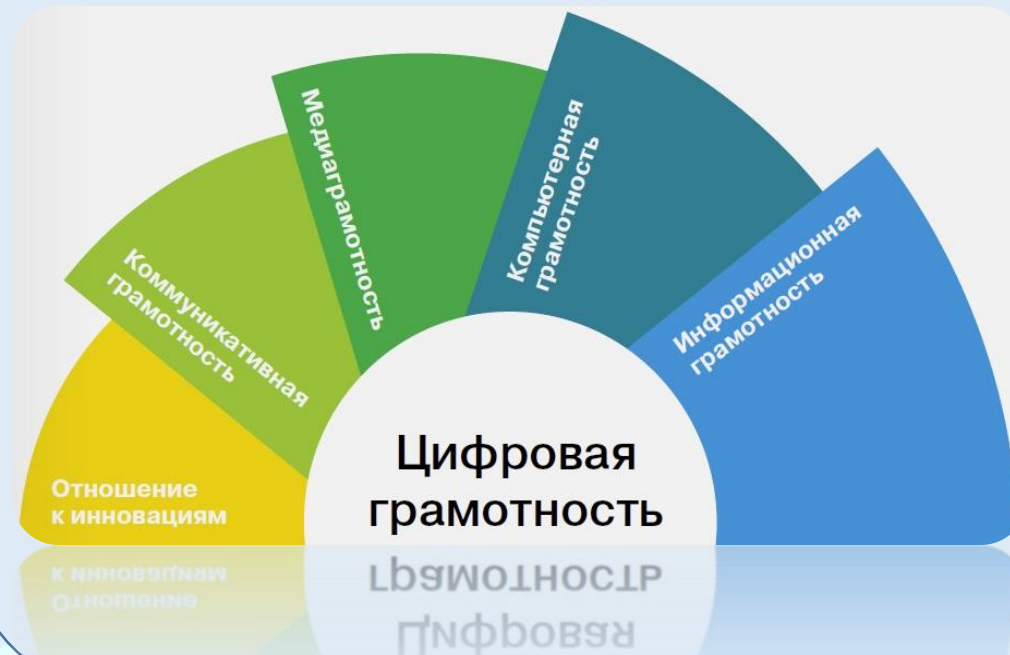 Отношение
к инновациям
Коммуникативная
грамотность
Медиаграмотность
Компьютерная
грамотность
Информационная
грамотность
Цифровая
грамотность